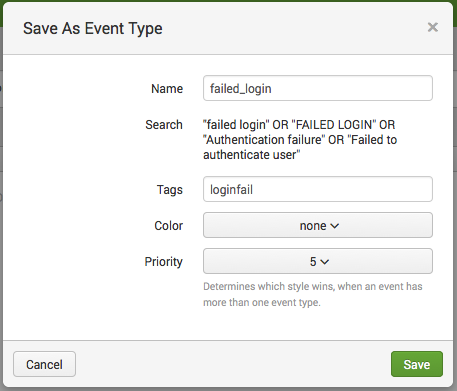 Save As Event Type
×
Name
failed_login
Search
"failed login" OR "FAILED LOGIN" OR
"Authentication failure" OR "Failed to
authenticate user"
Tags
loginfail
Color
none
Priority
5
Determines which style wins, when an event has
more than one event type.
Cancel
Save